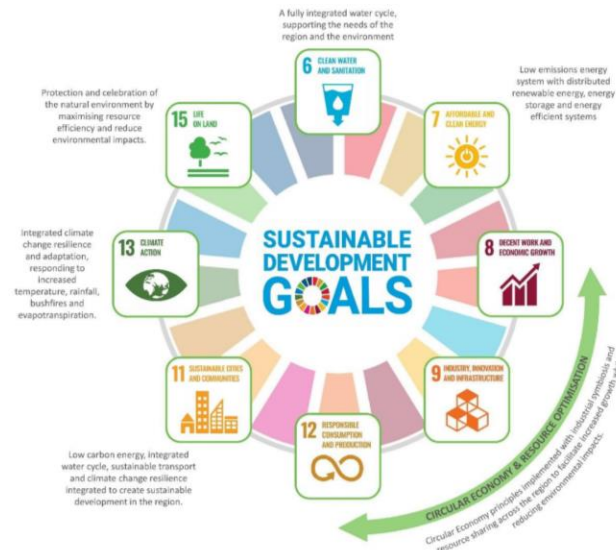 A fully integrated water cycle,
supporting the needs of the
region and the environment
6 CLEAN WATER
AND SANITATION
Low emissions energy
system with distributed
renewable energy, energy
storage and energy
efficient systems
7 AFFORDABLE AND
CLEAN ENERGY
8 DECENT WORK AND
ECONOMIC GROWTH
9 INDUSTRY, INNOVATION
AND INFRASTRUCTURE
CIRCULAR ECONOMY & RESOURCE OPTIMISATION
Circular Economy principles implemented with industrial symbiosis and
resource sharing across the region to facilitate increased growth
reducing environmental impacts.
12 RESPONSIBLE
CONSUMPTION
AND PRODUCTION
11 SUSTAINABLE CITIES
AND COMMUNITIES
Low carbon energy, integrated
water cycle, sustainable transport
and climate change resilience
integrated to create sustainable
development in the region.
13 CLIMATE
ACTION
Integrated climate
change resilience
and adaptation,
responding to
increased
temperature, rainfall,
bushfires and
evapotranspiration.
15 LIFE
ON LAND
Protection and celebration of
the natural environment by
maximising resource
efficiency and reduce
environmental impacts.
SUSTAINABLE
DEVELOPMENT
GOALS